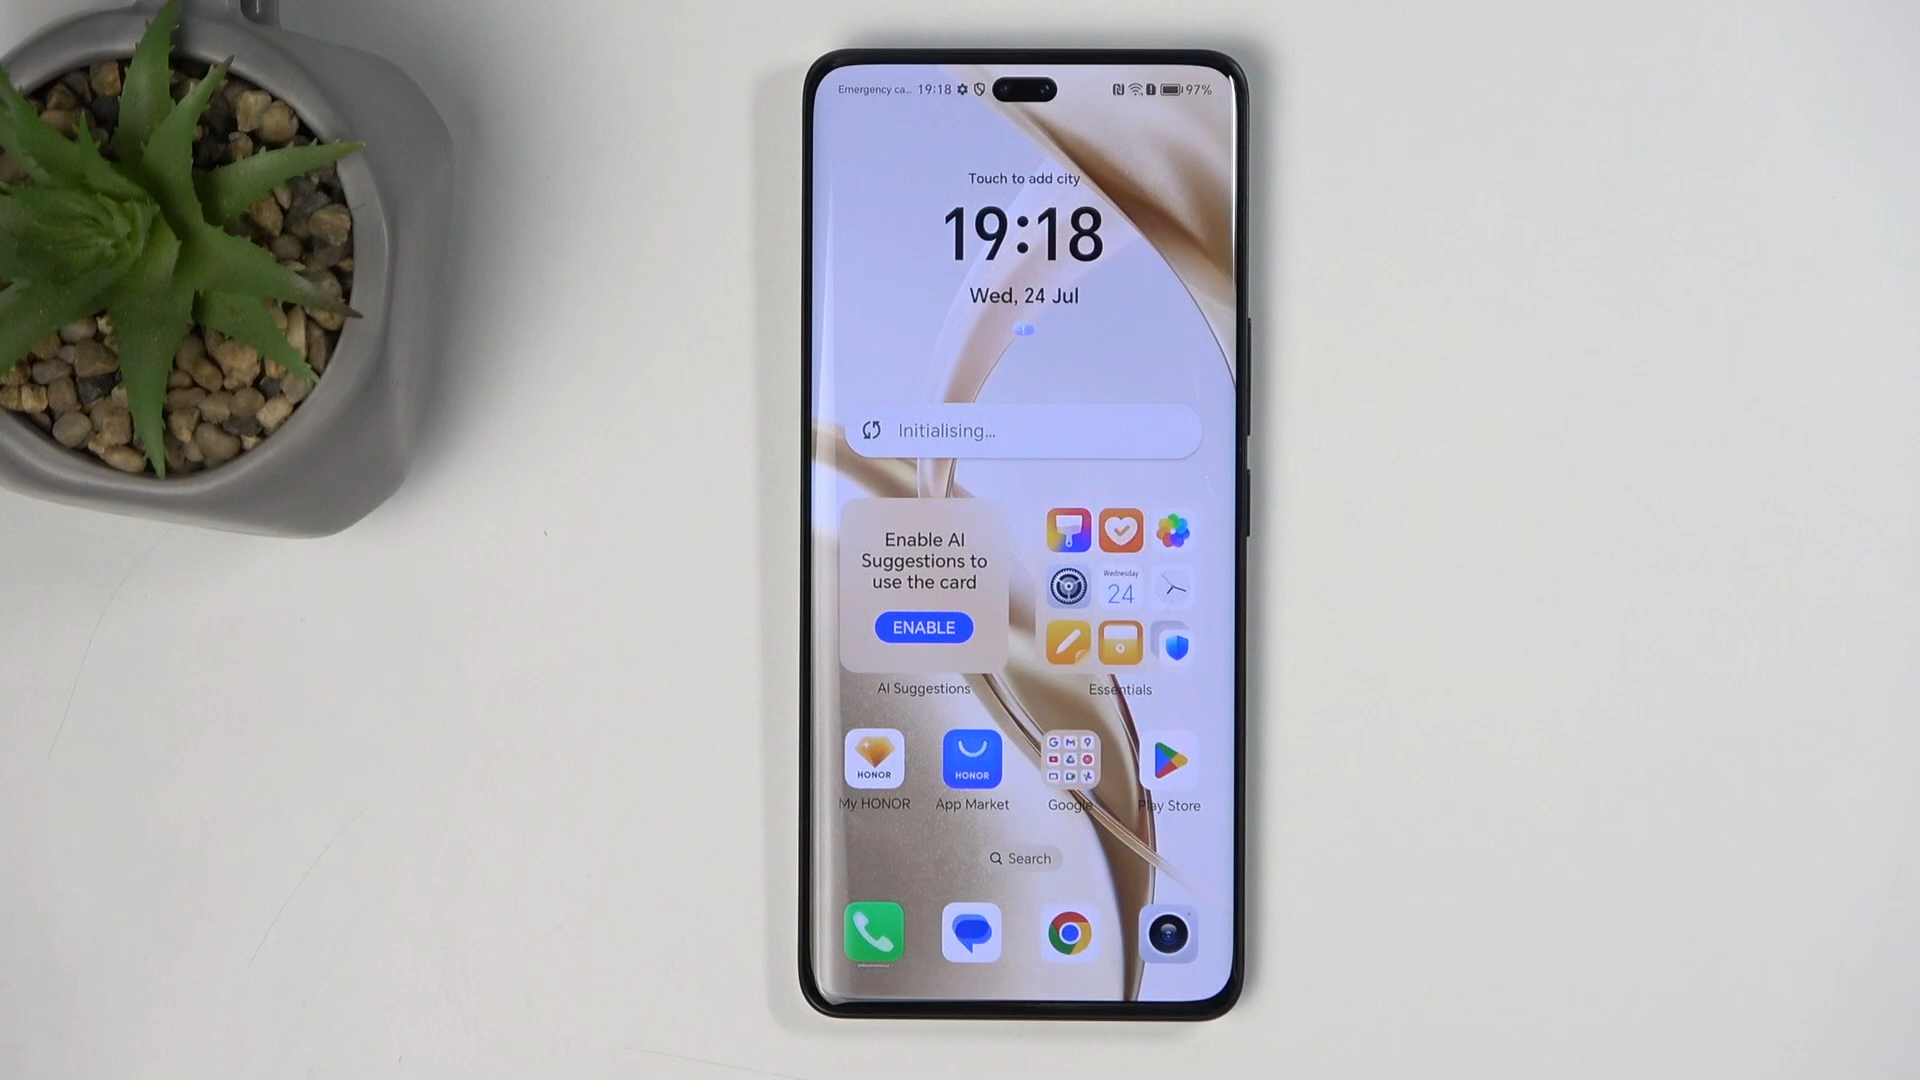 Emergency ca... 19:18 97%
Touch to add city
19:18
Wed, 24 Jul
Initialising...
Enable AI
Suggestions to
use the card
ENABLE
Wednesday
24
AI Suggestions
Essentials
HONOR
HONOR
My HONOR
App Market
Google
Play Store
Search